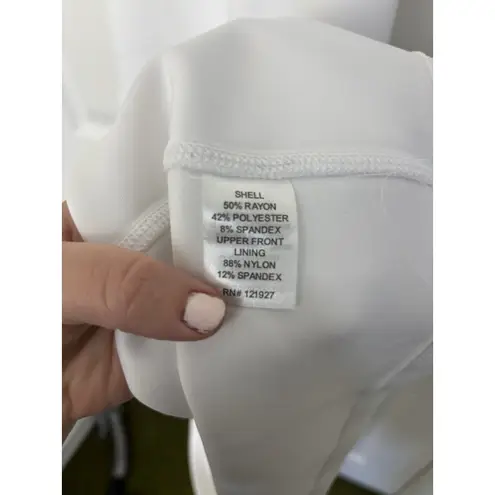 SHELL
50% RAYON
42% POLYESTER
8% SPANDEX
UPPER FRONT
LINING
88% NYLON
12% SPANDEX
RN# 121927